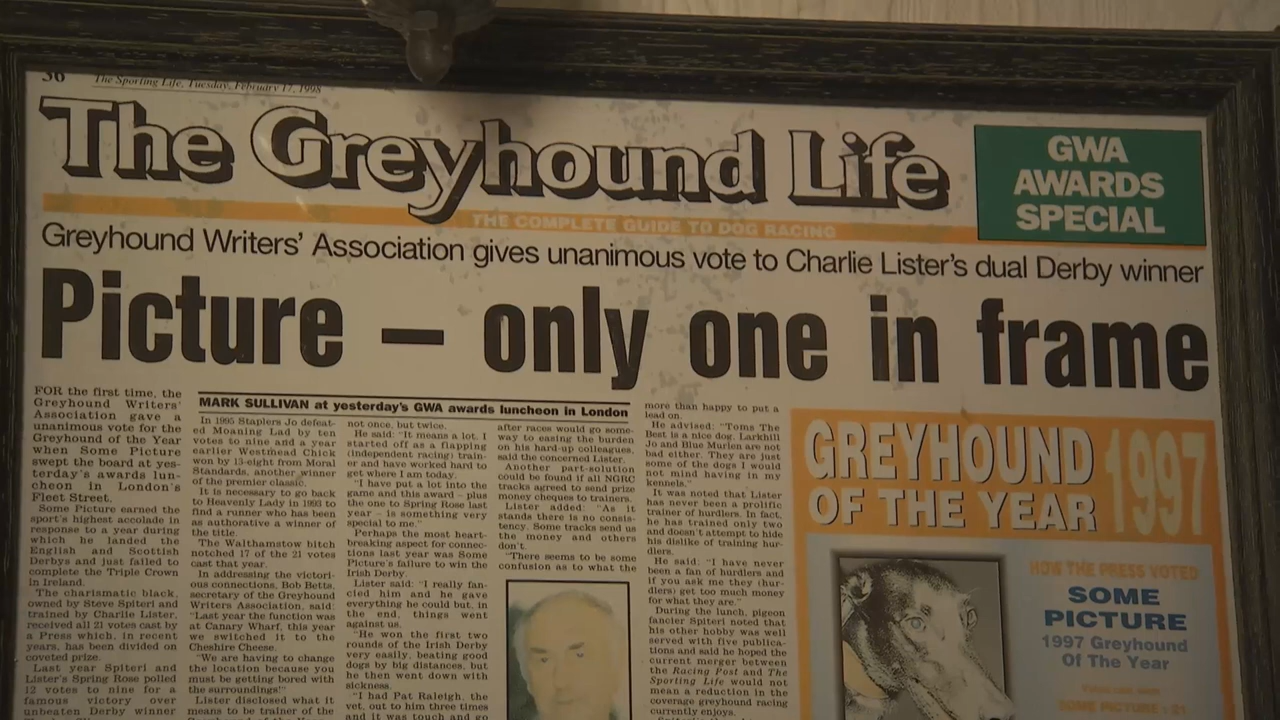 36 The Sporting Life, Tuesday, February 17, 1998
The Greyhound Life
THE COMPLETE GUIDE TO DOG RACING
GWA
AWARDS
SPECIAL
Greyhound Writers' Association gives unanimous vote to Charlie Lister's dual Derby winner
Picture – only one in frame
FOR the first time, the
Greyhound Writers'
Association gave a
unanimous vote for the
Greyhound of the Year
when Some Picture
swept the board at yes-
terday's awards lun-
cheon in London's
Fleet Street.
Some Picture earned the
sport's highest accolade in
response to a year during
which he landed the
English and Scottish
Derbys and just failed to
complete the Triple Crown
in Ireland.
The charismatic black,
owned by Steve Spiteri and
trained by Charlie Lister,
received all 21 votes cast by
a Press which, in recent
years, has been divided on
coveted prize.
Last year Spiteri and
Lister's Spring Rose polled
12 votes to nine for a
famous victory over
unbeaten Derby winner
MARK SULLIVAN at yesterday's GWA awards luncheon in London
In 1995 Staplers Jo defeat-
ed Moaning Lad by ten
votes to nine and a year
earlier Westmead Chick
won by 13-eight from Moral
Standards, another winner
of the premier classic.
It is necessary to go back
to Heavenly Lady in 1993 to
find a runner who has been
as authorative a winner of
the title.
The Walthamstow bitch
notched 17 of the 21 votes
cast that year.
In addressing the victori-
ous connections, Bob Betts,
secretary of the Greyhound
Writers Association, said:
"Last year the function was
at Canary Wharf, this year
we switched it to the
Cheshire Cheese.
"We are having to change
the location because you
must be getting bored with
the surroundings!"
Lister disclosed what it
means to be trainer of the
not once, but twice.
He said: "It means a lot. I
started off as a flapping
(independent racing) train-
er and have worked hard to
get where I am today.
"I have put a lot into the
game and this award – plus
the one to Spring Rose last
year – is something very
special to me."
Perhaps the most heart-
breaking aspect for connec-
tions last year was Some
Picture's failure to win the
Irish Derby.
Lister said: "I really fan-
cied him and he gave
everything he could but, in
the end, things went
against us.
"He won the first two
rounds of the Irish Derby
very easily, beating good
dogs by big distances, but
he then went down with
sickness.
"I had Pat Raleigh, the
vet, out to him three times
and it was touch and go
after races would go some-
way to easing the burden
on his hard-up colleagues,
said the concerned Lister.
Another part-solution
could be found if all NGRC
tracks agreed to send prize
money cheques to trainers.
Lister added: "As it
stands there is no consis-
tency. Some tracks send us
the money and others
don't.
"There seems to be some
confusion as to what the
more than happy to put a
lead on.
He advised: "Toms The
Best is a nice dog. Larkhill
Jo and Blue Murlen are not
bad either. They are just
some of the dogs I would
not mind having in my
kennels."
It was noted that Lister
has never been a prolific
trainer of hurdlers. In fact,
he has trained only two
and doesn't attempt to hide
his dislike of training hur-
dlers.
He said: "I have never
been a fan of hurdlers and
if you ask me they (hur-
dlers) get too much money
for what they are."
During the lunch, pigeon
fancier Spiteri noted that
his other hobby was well
served with five publica-
tions and said he hoped the
current merger between
the Racing Post and The
Sporting Life would not
mean a reduction in the
coverage greyhound racing
currently enjoys.
GREYHOUND
OF THE YEAR
1997
HOW THE PRESS VOTED
SOME
PICTURE
1997 Greyhound
Of The Year
SOME PICTURE : 21